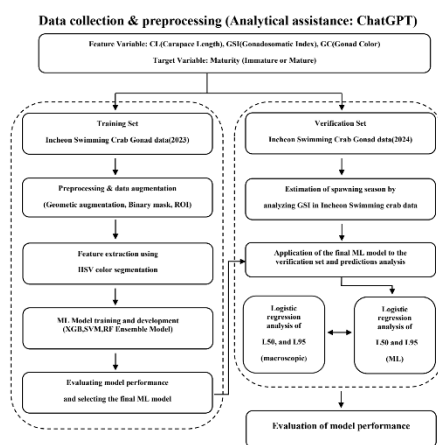 Data collection & preprocessing (Analytical assistance: ChatGPT)
Feature Variable: CL(Carapace Length), GSI(Gonadosomatic Index), GC(Gonad Color)
Target Variable: Maturity (Immature or Mature)
Training Set
Incheon Swimming Crab Gonad data(2023)
Preprocessing & data augmentation
(Geometic augmentation, Binary mask, ROI)
Feature extraction using
HSV color segmentation
ML Model training and development
(XGB,SVM,RF Ensemble Model)
Evaluating model performance
and selecting the final ML model
Verification Set
Incheon Swimming Crab Gonad data(2024)
Estimation of spawning season by
analyzing GSI in Incheon Swimming crab data
Application of the final ML model to the
verification set and predictions analysis
Logistic
regression
analysis of
L50, and L95
(macroscopic)
Logistic
regression
analysis of
L50 and L95
(ML)
Evaluation of model performance